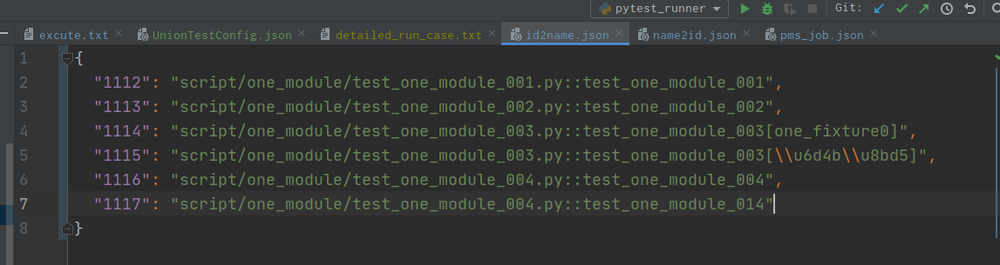 pytest_runner Git:
excute.txt UnionTestConfig.json detailed_run_case.txt id2name.json name2id.json pms_job.json
1 {
2 "1112": "script/one_module/test_one_module_001.py::test_one_module_001",
3 "1113": "script/one_module/test_one_module_002.py::test_one_module_002",
4 "1114": "script/one_module/test_one_module_003.py::test_one_module_003[one_fixture0]",
5 "1115": "script/one_module/test_one_module_003.py::test_one_module_003[\\u6d4b\\u8bd5]",
6 "1116": "script/one_module/test_one_module_004.py::test_one_module_004",
7 "1117": "script/one_module/test_one_module_004.py::test_one_module_014"
8 }